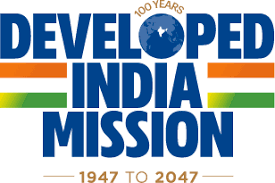 100 YEARS
DEVELOPED
INDIA
MISSION
1947 TO 2047